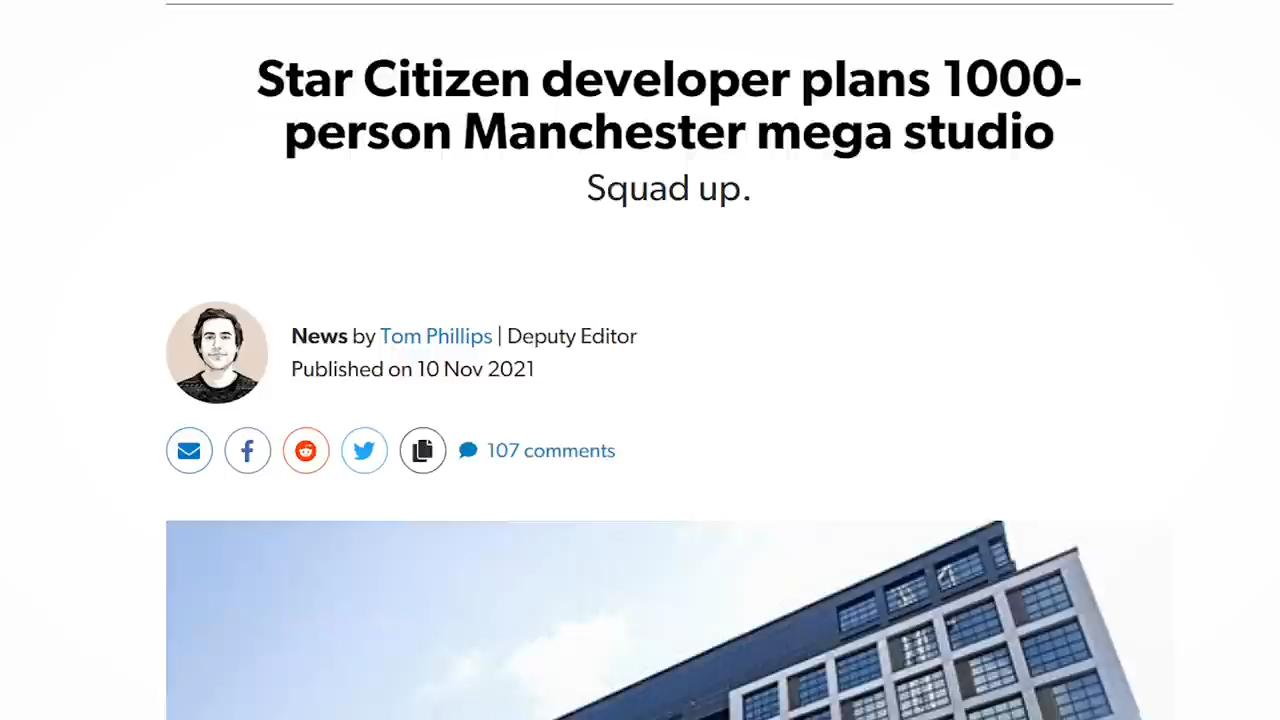 Star Citizen developer plans 1000-
person Manchester mega studio
Squad up.
News by Tom Phillips | Deputy Editor
Published on 10 Nov 2021
107 comments